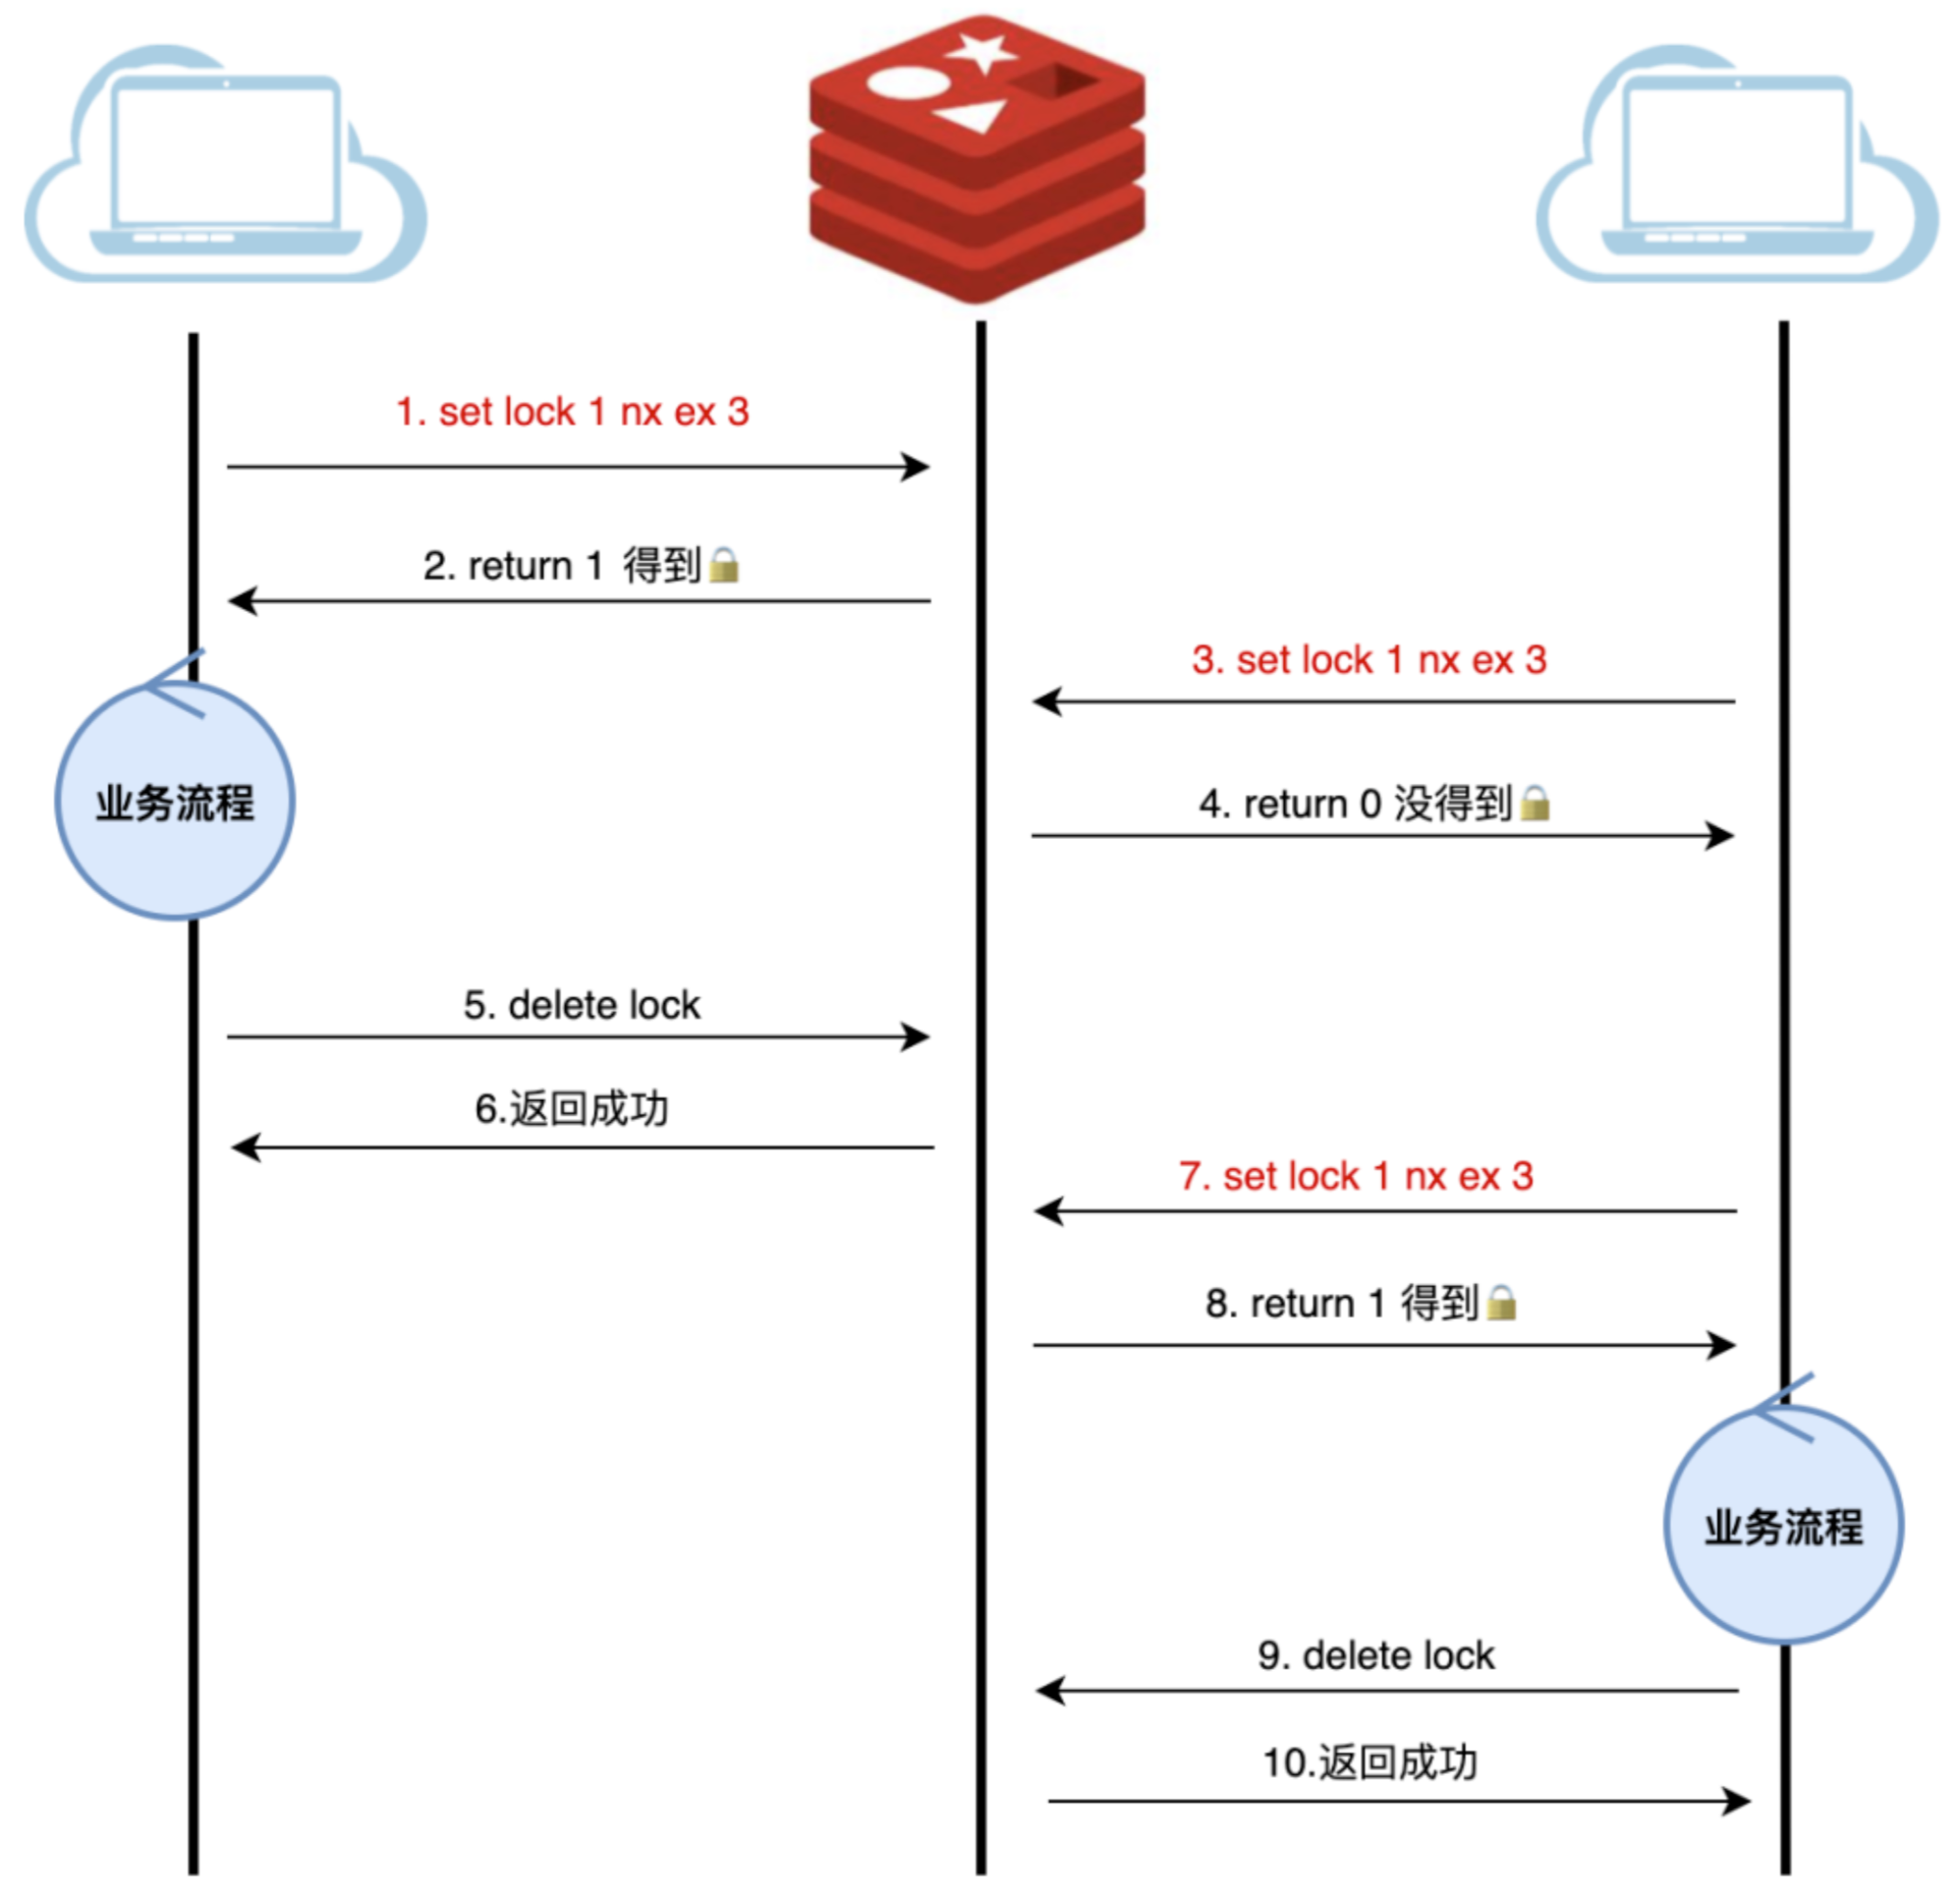 1. set lock 1 nx ex 3
2. return 1 得到🔒
3. set lock 1 nx ex 3
业务流程
4. return 0 没得到🔒
5. delete lock
6.返回成功
7. set lock 1 nx ex 3
8. return 1 得到🔒
业务流程
9. delete lock
10.返回成功